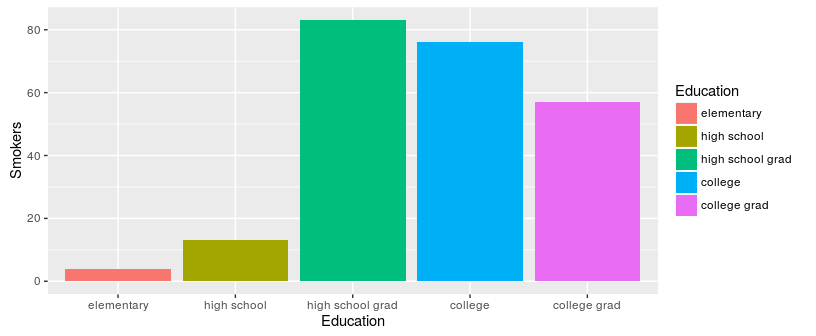 Smokers
80
60
40
20
0
elementary
high school
high school grad
college
college grad
Education
Education
elementary
high school
high school grad
college
college grad